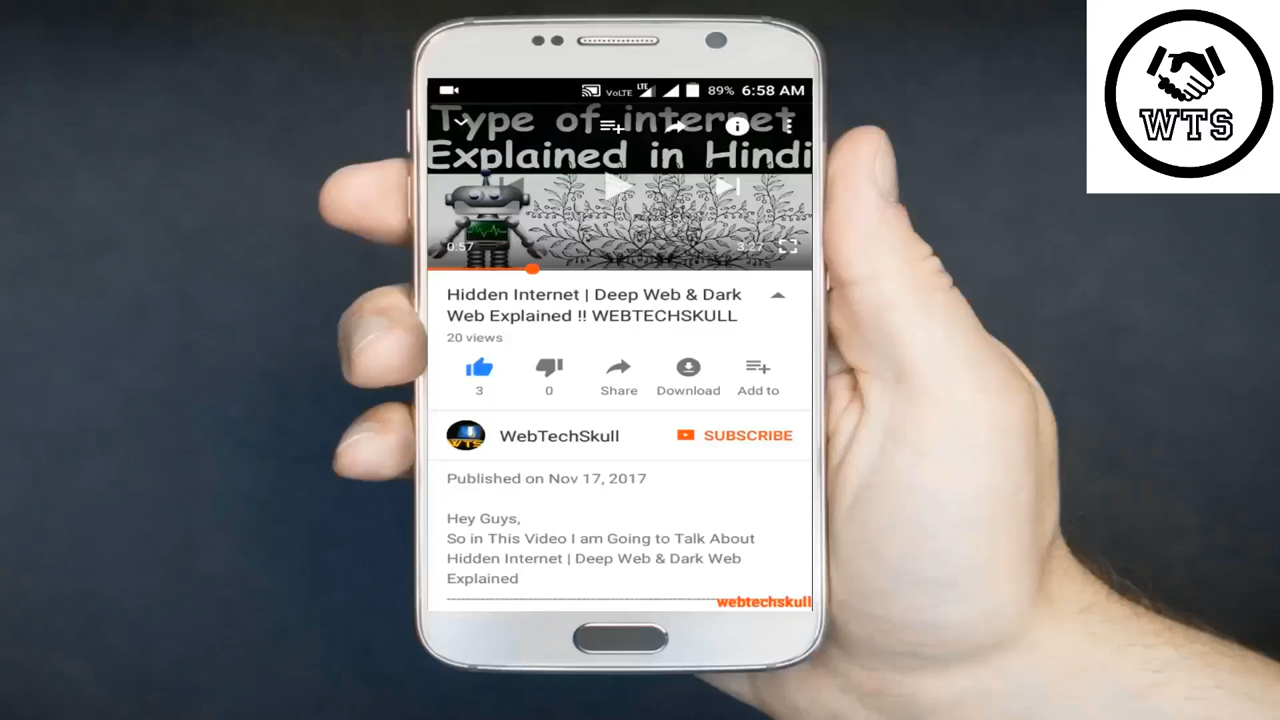 WTS
VoLTE LTE 89% 6:58 AM
Type of internet
Explained in Hindi
0:57 3:27
Hidden Internet | Deep Web & Dark
Web Explained !! WEBTECHSKULL
20 views
3 0 Share Download Add to
WTS WebTechSkull SUBSCRIBE
Published on Nov 17, 2017
Hey Guys,
So in This Video I am Going to Talk About
Hidden Internet | Deep Web & Dark Web
Explained
webtechskull